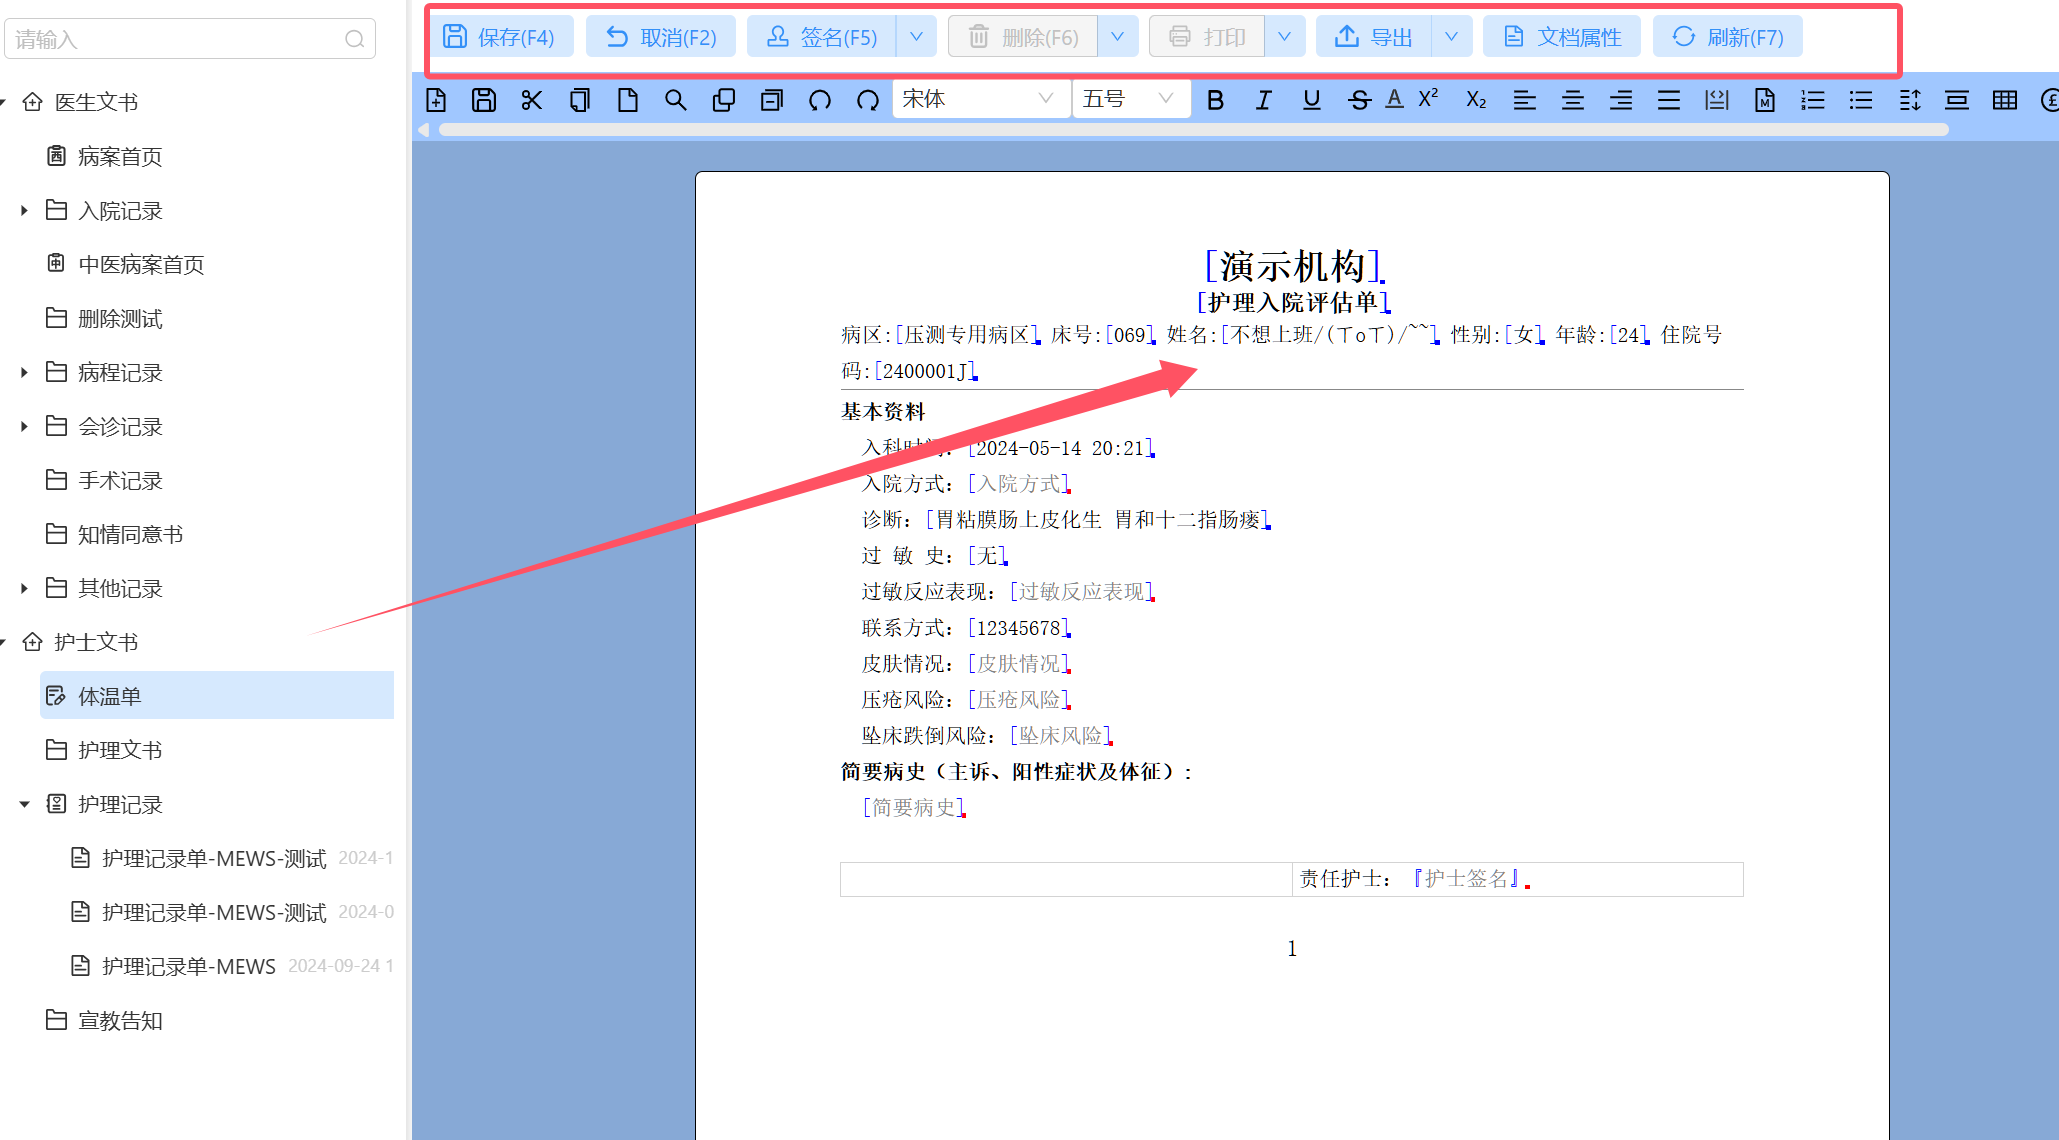 请输入
医生文书
病案首页
入院记录
中医病案首页
删除测试
病程记录
会诊记录
手术记录
知情同意书
其他记录
护士文书
体温单
护理文书
护理记录
护理记录单-MEWS-测试 2024-1
护理记录单-MEWS-测试 2024-0
护理记录单-MEWS 2024-09-24 1
宣教告知
保存(F4) 取消(F2) 签名(F5) 删除(F6) 打印 导出 文档属性 刷新(F7)
宋体 五号 B I U S A X² X₂
[演示机构]
[护理入院评估单]
病区:[压测专用病区] 床号:[069] 姓名:[不想上班/(ㄒoㄒ)/~~] 性别:[女] 年龄:[24] 住院号
码:[2400001J]
基本资料
入科时间：[2024-05-14 20:21]
入院方式：[入院方式]
诊断：[胃粘膜肠上皮化生 胃和十二指肠瘘]
过 敏 史：[无]
过敏反应表现：[过敏反应表现]
联系方式：[12345678]
皮肤情况：[皮肤情况]
压疮风险：[压疮风险]
坠床跌倒风险：[坠床风险]
简要病史（主诉、阳性症状及体征）：
[简要病史]
责任护士：『护士签名』
1